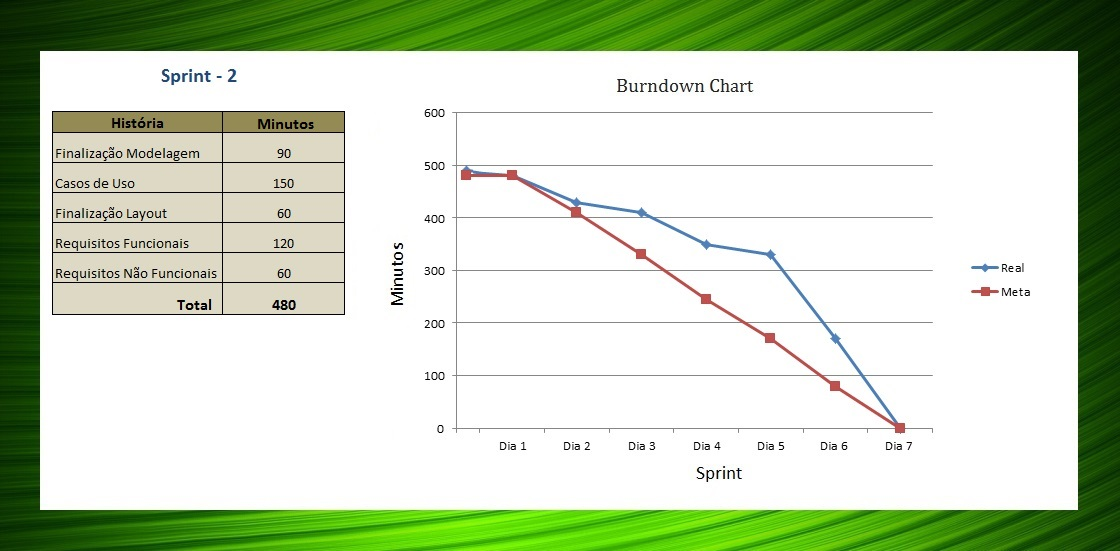 Sprint - 2
História Minutos
Finalização Modelagem 90
Casos de Uso 150
Finalização Layout 60
Requisitos Funcionais 120
Requisitos Não Funcionais 60
Total 480
Burndown Chart
600
500
400
300
200
100
0
Minutos
Dia 1 Dia 2 Dia 3 Dia 4 Dia 5 Dia 6 Dia 7
Sprint
Real
Meta